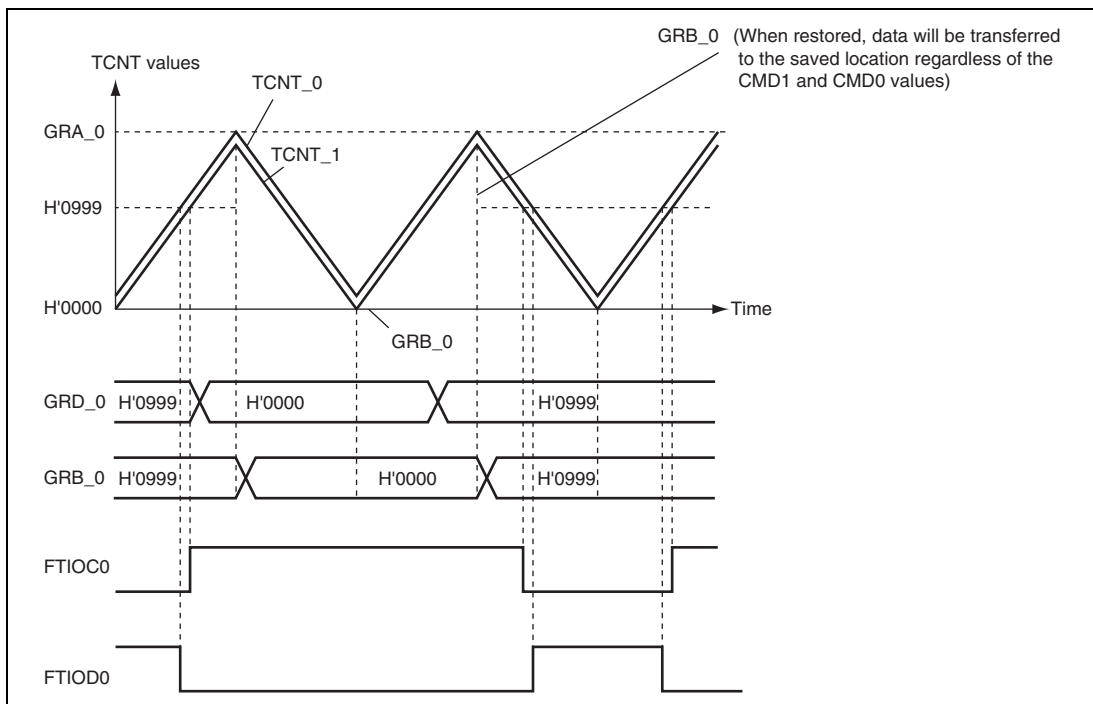 GRB_0 (When restored, data will be transferred
to the saved location regardless of the
CMD1 and CMD0 values)
TCNT values
TCNT_0
GRA_0
TCNT_1
H'0999
H'0000
Time
GRB_0
GRD_0 H'0999 H'0000 H'0999
GRB_0 H'0999 H'0000 H'0999
FTIOC0
FTIOD0